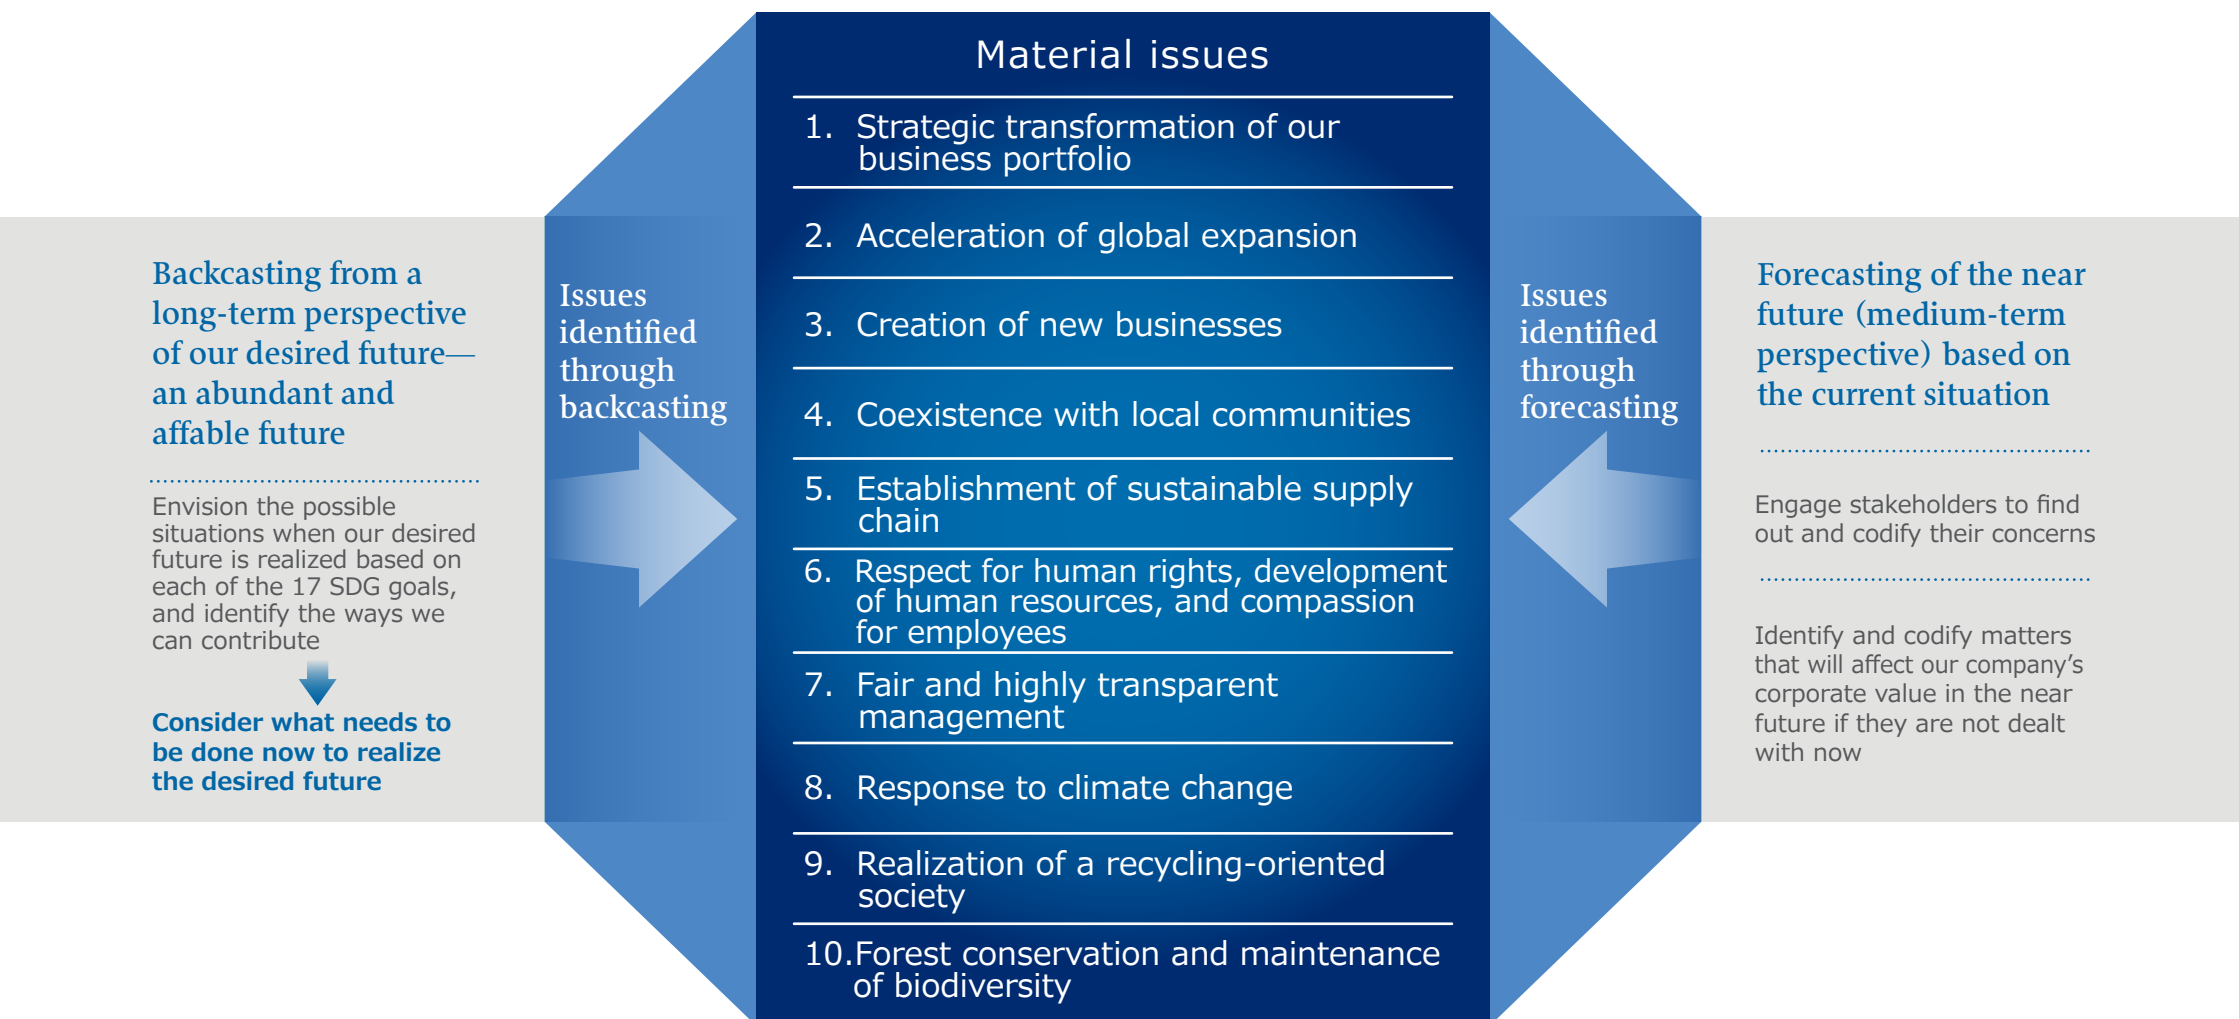 Backcasting from a
long-term perspective
of our desired future—
an abundant and
affable future
Envision the possible
situations when our desired
future is realized based on
each of the 17 SDG goals,
and identify the ways we
can contribute
Consider what needs to
be done now to realize
the desired future
Issues
identified
through
backcasting
Material issues
1. Strategic transformation of our
business portfolio
2. Acceleration of global expansion
3. Creation of new businesses
4. Coexistence with local communities
5. Establishment of sustainable supply
chain
6. Respect for human rights, development
of human resources, and compassion
for employees
7. Fair and highly transparent
management
8. Response to climate change
9. Realization of a recycling-oriented
society
10.Forest conservation and maintenance
of biodiversity
Issues
identified
through
forecasting
Forecasting of the near
future (medium-term
perspective) based on
the current situation
Engage stakeholders to find
out and codify their concerns
Identify and codify matters
that will affect our company’s
corporate value in the near
future if they are not dealt
with now